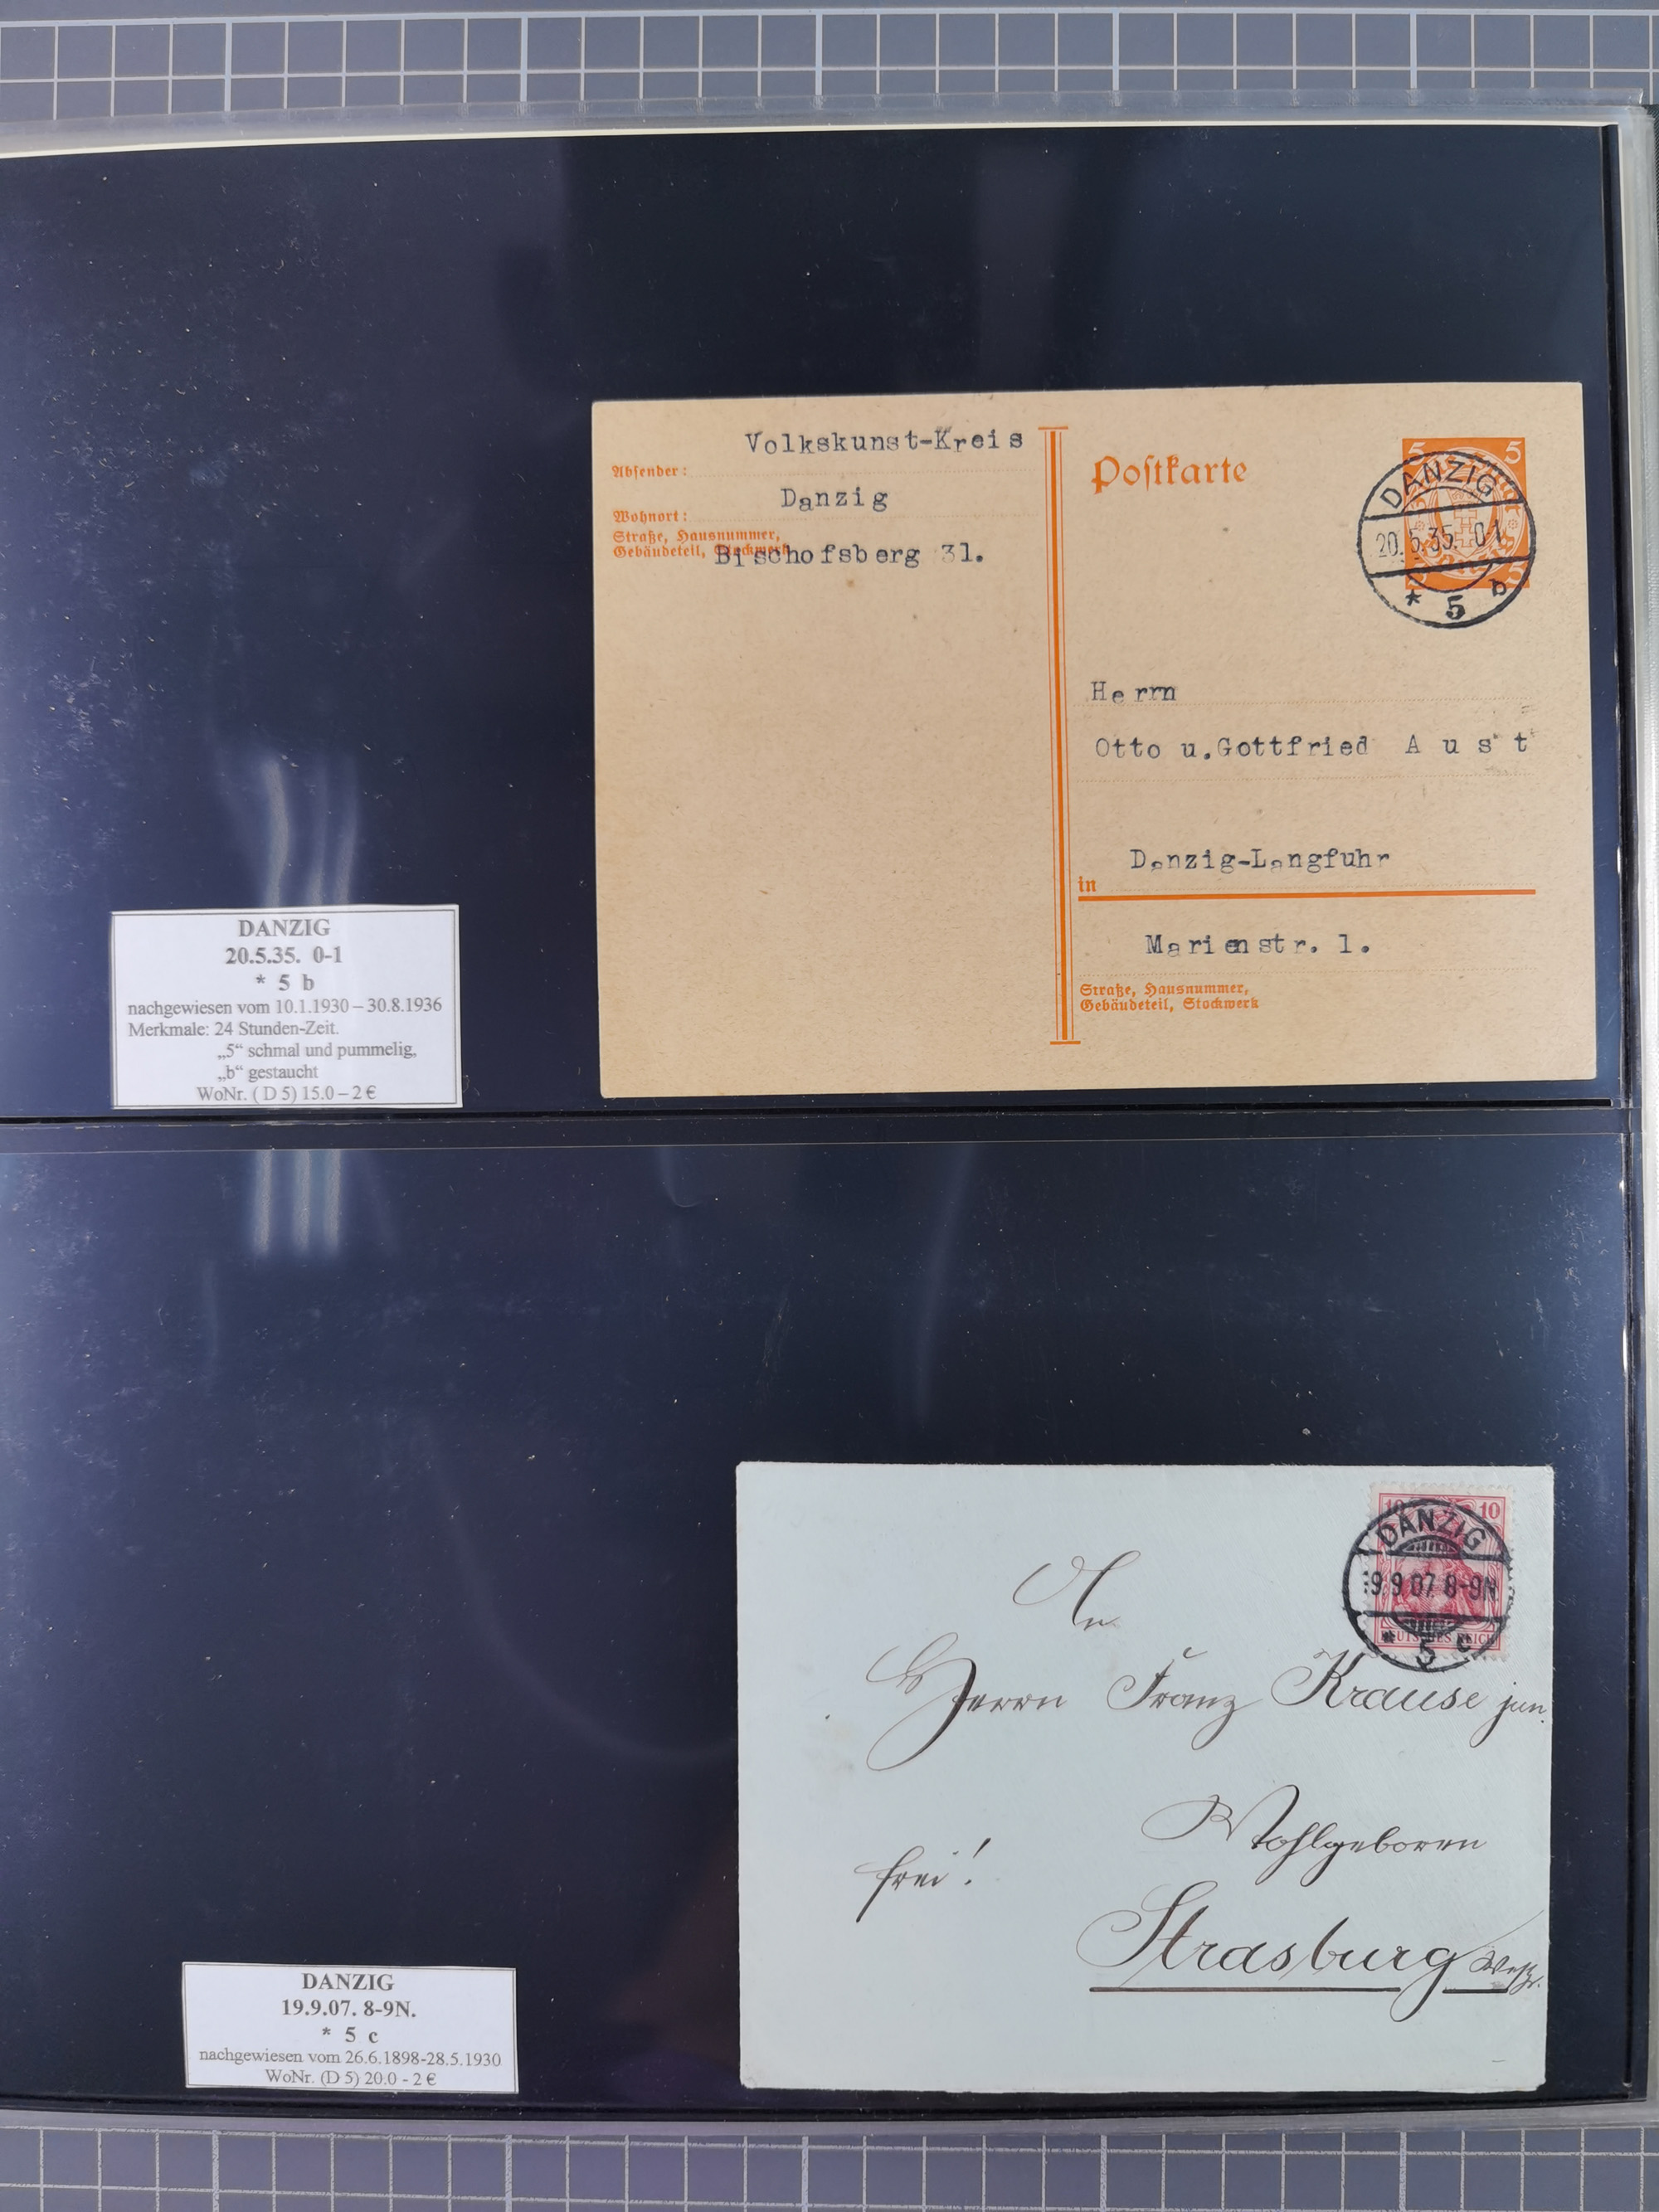 Volkskunst-Kreis
Absender:
Danzig
Wohnort:
Straße, Hausnummer,
Gebäudeteil, Stockwerk
Bischofsberg 31.
Postkarte
5 5
DANZIG
20.5.35. 0-1
* 5 b
Herrn
Otto u.Gottfried A u s t
Danzig-Langfuhr
in
Marienstr. 1.
Straße, Hausnummer,
Gebäudeteil, Stockwerk
DANZIG
20.5.35. 0-1
* 5 b
nachgewiesen vom 10.1.1930 – 30.8.1936
Merkmale: 24 Stunden-Zeit.
„5“ schmal und pummelig,
„b“ gestaucht
WoNr. ( D 5) 15.0 – 2 €
10 10
DANZIG
19.9.07. 8-9N.
DEUTSCHES REICH
* 5 c
An
Herrn Franz Krause jun.
Wohlgeboren
frei!
Strasburg Westpr.
DANZIG
19.9.07. 8-9N.
* 5 c
nachgewiesen vom 26.6.1898-28.5.1930
WoNr. (D 5) 20.0 - 2 €